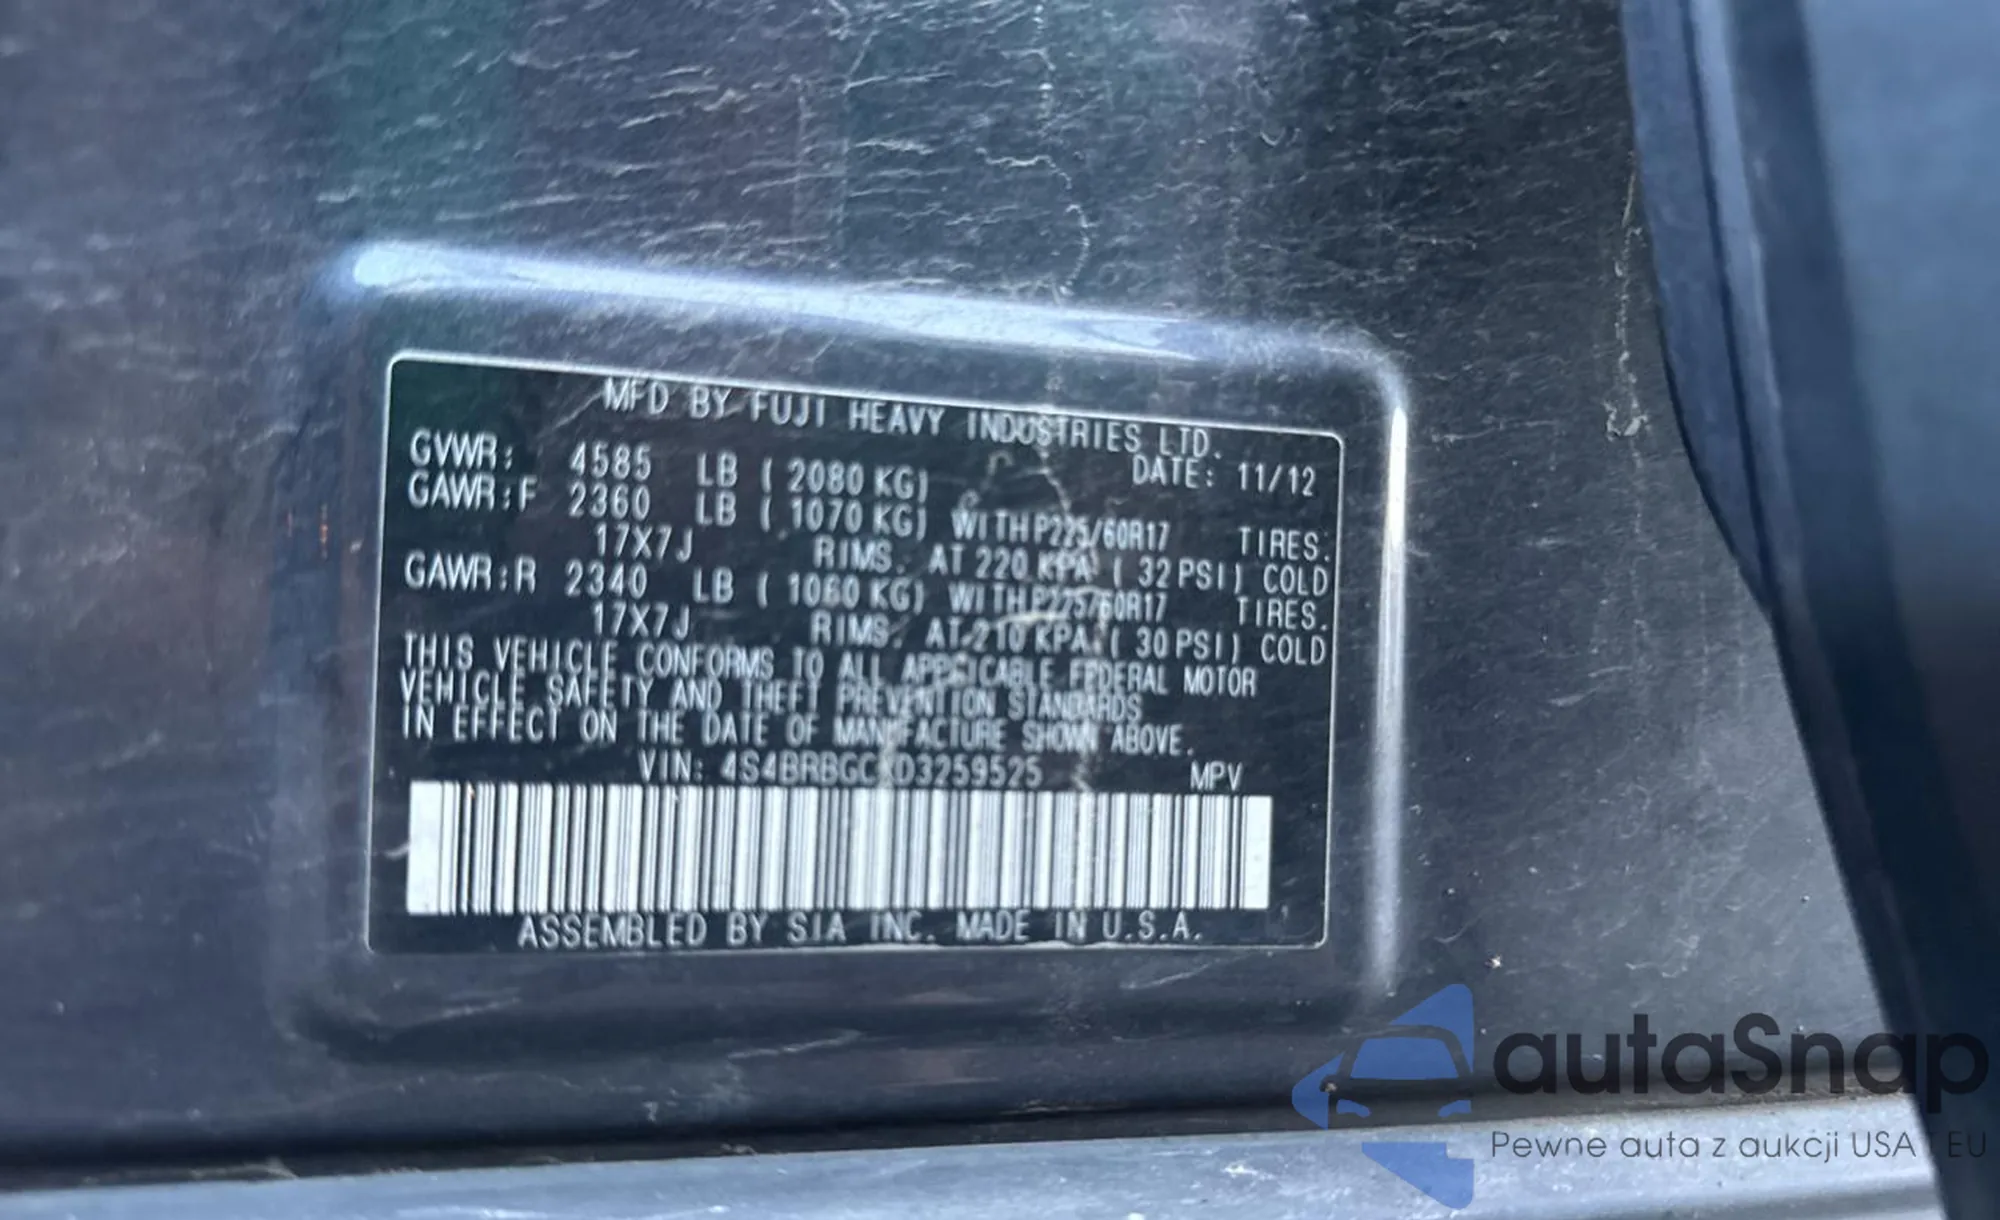 MFD BY FUJI HEAVY INDUSTRIES LTD.
DATE: 11/12
GVWR: 4585 LB ( 2080 KG)
GAWR:F 2360 LB ( 1070 KG) WITH P225/60R17 TIRES.
17X7J RIMS. AT 220 KPA ( 32 PSI) COLD
GAWR:R 2340 LB ( 1060 KG) WITH P225/60R17 TIRES.
17X7J RIMS. AT 210 KPA ( 30 PSI) COLD
THIS VEHICLE CONFORMS TO ALL APPLICABLE FEDERAL MOTOR
VEHICLE SAFETY AND THEFT PREVENTION STANDARDS
IN EFFECT ON THE DATE OF MANUFACTURE SHOWN ABOVE.
VIN: 4S4BRBGCXD3259525 MPV
ASSEMBLED BY SIA INC. MADE IN U.S.A.
autaSnap
Pewne auta z aukcji USA i EU